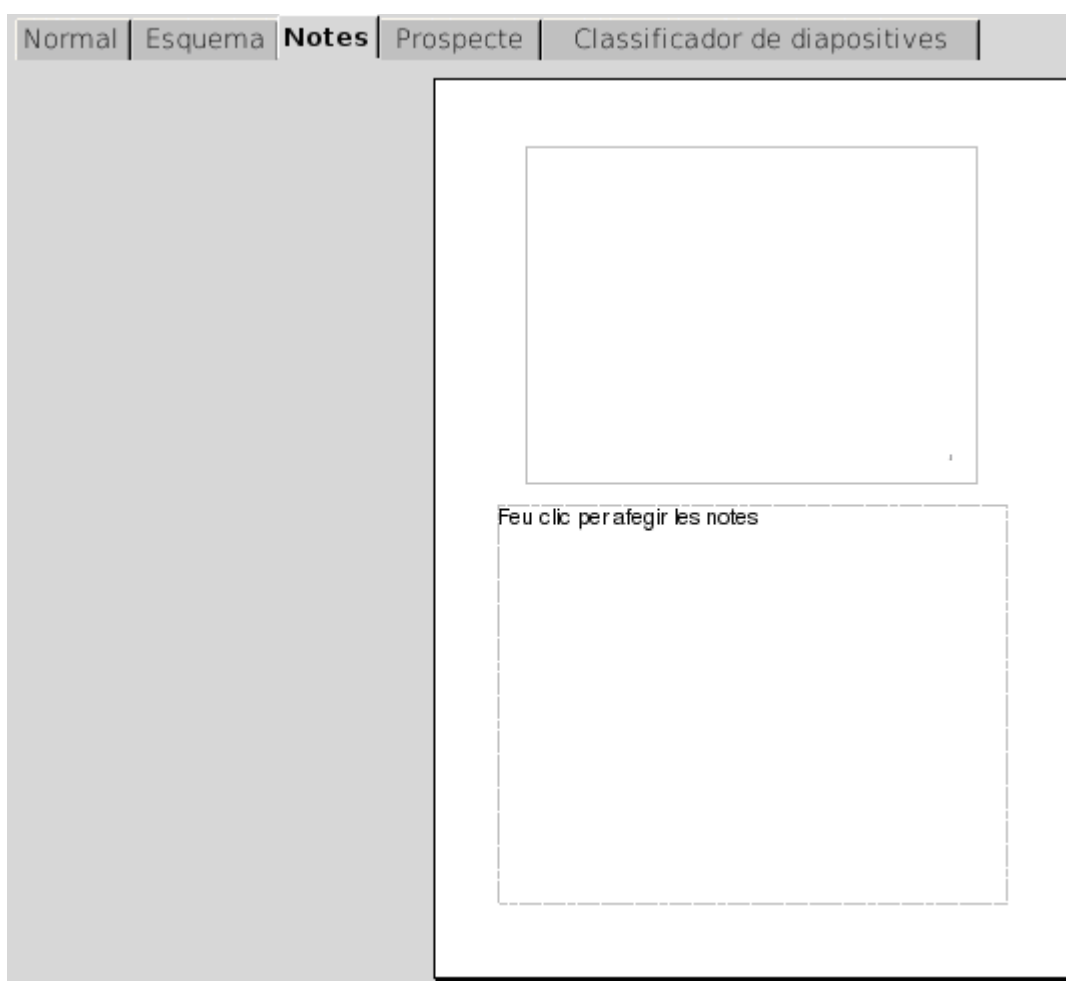 Normal Esquema Notes Prospecte Classificador de diapositives
Feu clic per afegir les notes